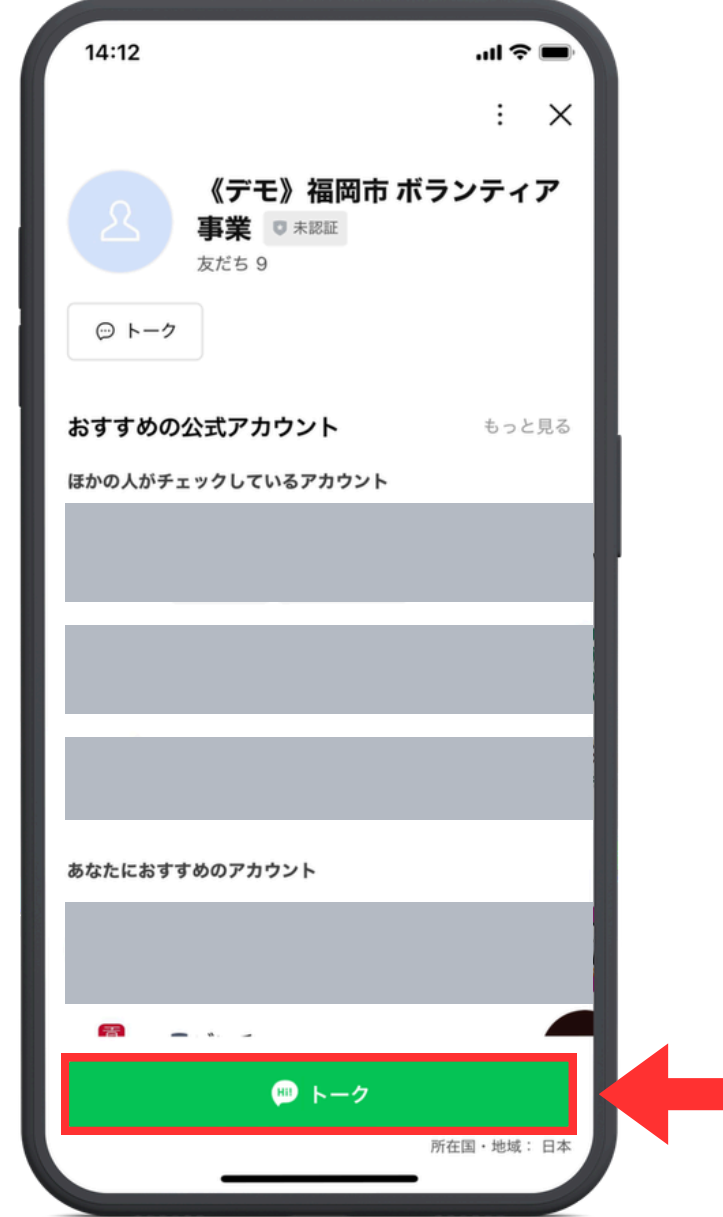 14:12
《デモ》福岡市 ボランティア
事業 未認証
友だち 9
トーク
おすすめの公式アカウント もっと見る
ほかの人がチェックしているアカウント
あなたにおすすめのアカウント
Hi! トーク
所在国・地域： 日本